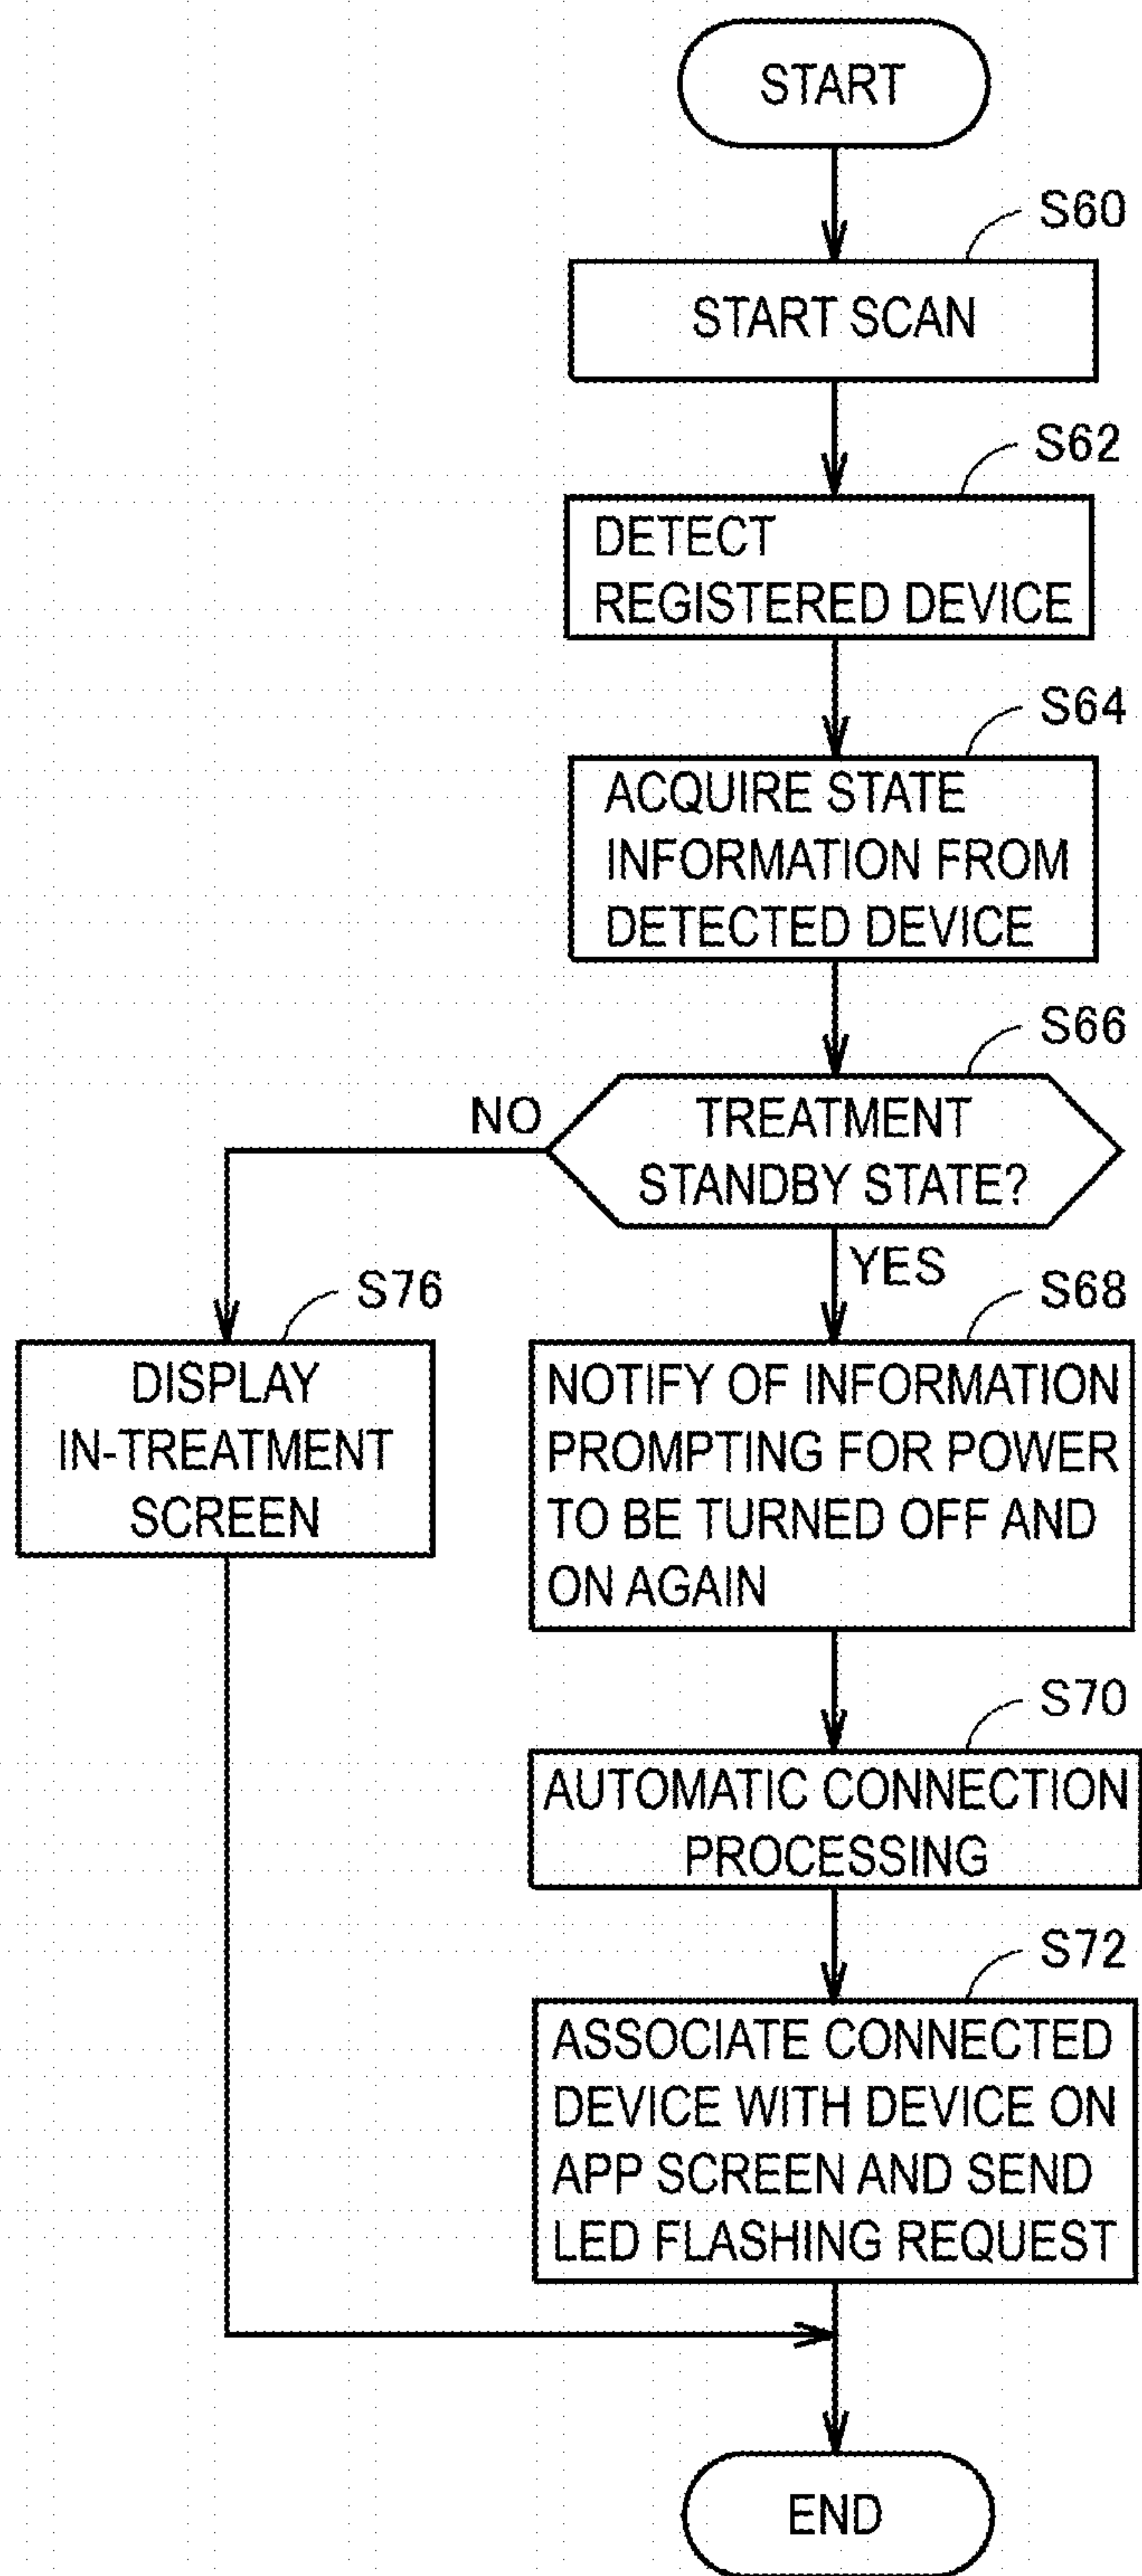 START
S60
START SCAN
S62
DETECT
REGISTERED DEVICE
S64
ACQUIRE STATE
INFORMATION FROM
DETECTED DEVICE
S66
NO
TREATMENT
STANDBY STATE?
YES
S76
DISPLAY
IN-TREATMENT
SCREEN
S68
NOTIFY OF INFORMATION
PROMPTING FOR POWER
TO BE TURNED OFF AND
ON AGAIN
S70
AUTOMATIC CONNECTION
PROCESSING
S72
ASSOCIATE CONNECTED
DEVICE WITH DEVICE ON
APP SCREEN AND SEND
LED FLASHING REQUEST
END